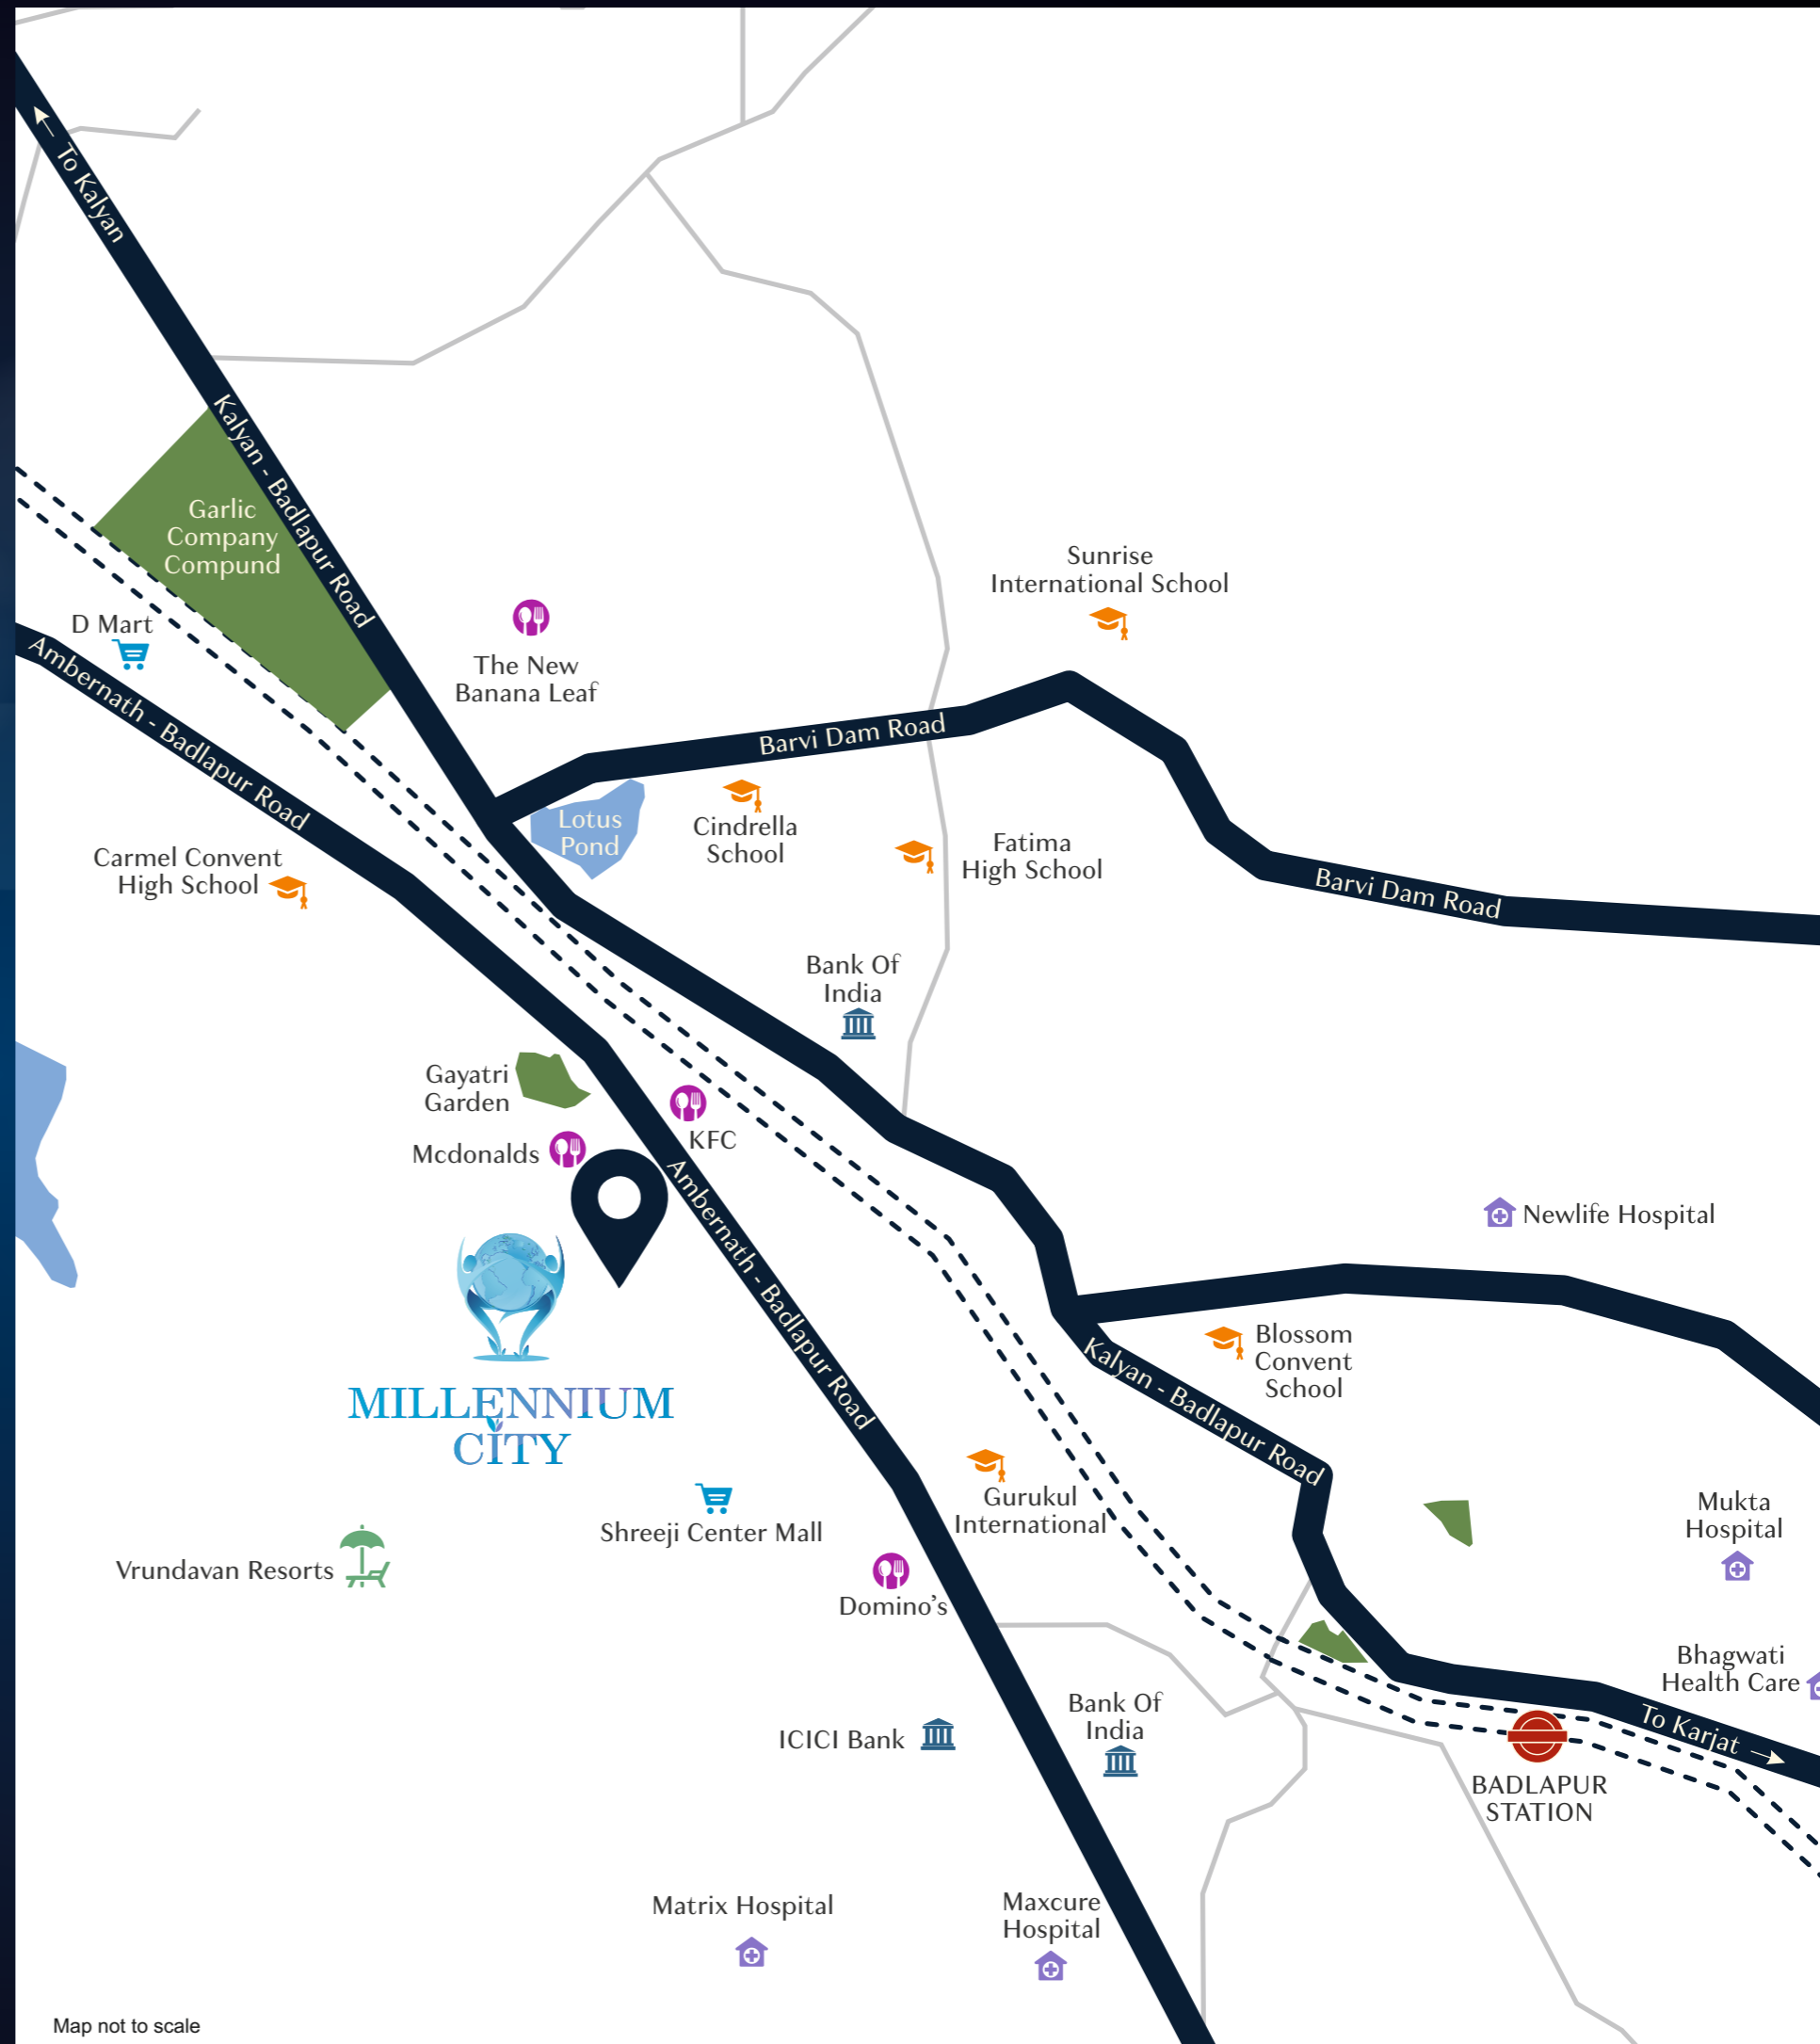 To Kalyan
Kalyan - Badlapur Road
Garlic
Company
Compund
D Mart
Ambernath - Badlapur Road
The New
Banana Leaf
Sunrise
International School
Barvi Dam Road
Lotus
Pond
Cindrella
School
Fatima
High School
Carmel Convent
High School
Barvi Dam Road
Bank Of
India
Gayatri
Garden
Mcdonalds
KFC
Ambernath - Badlapur Road
Newlife Hospital
MILLENNIUM
CITY
Blossom
Convent
School
Kalyan - Badlapur Road
Gurukul
International
Shreeji Center Mall
Mukta
Hospital
Vrundavan Resorts
Domino's
Bhagwati
Health Care
Bank Of
India
ICICI Bank
To Karjat
BADLAPUR
STATION
Matrix Hospital
Maxcure
Hospital
Map not to scale